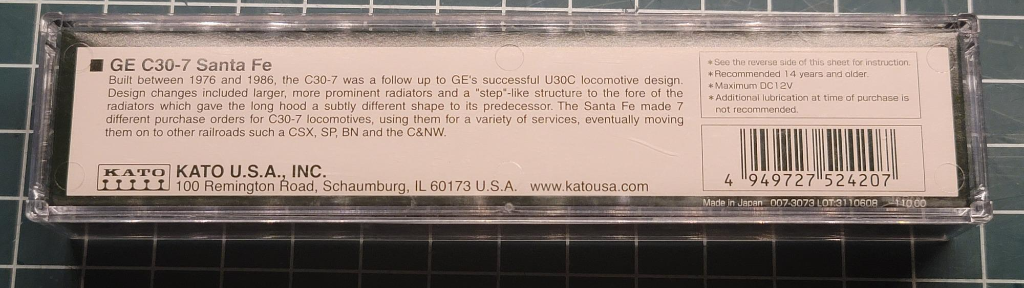 GE C30-7 Santa Fe
Built between 1976 and 1986, the C30-7 was a follow up to GE's successful U30C locomotive design.
Design changes included larger, more prominent radiators and a "step"-like structure to the fore of the
radiators which gave the long hood a subtly different shape to its predecessor. The Santa Fe made 7
different purchase orders for C30-7 locomotives, using them for a variety of services, eventually moving
them on to other railroads such a CSX, SP, BN and the C&NW.
KATO KATO U.S.A., INC.
100 Remington Road, Schaumburg, IL 60173 U.S.A. www.katousa.com
*See the reverse side of this sheet for instruction.
*Recommended 14 years and older.
*Maximum DC12V
*Additional lubrication at time of purchase is
not recommended.
4 949727 524207
Made in Japan 007-3073 LOT:3110608 110.00